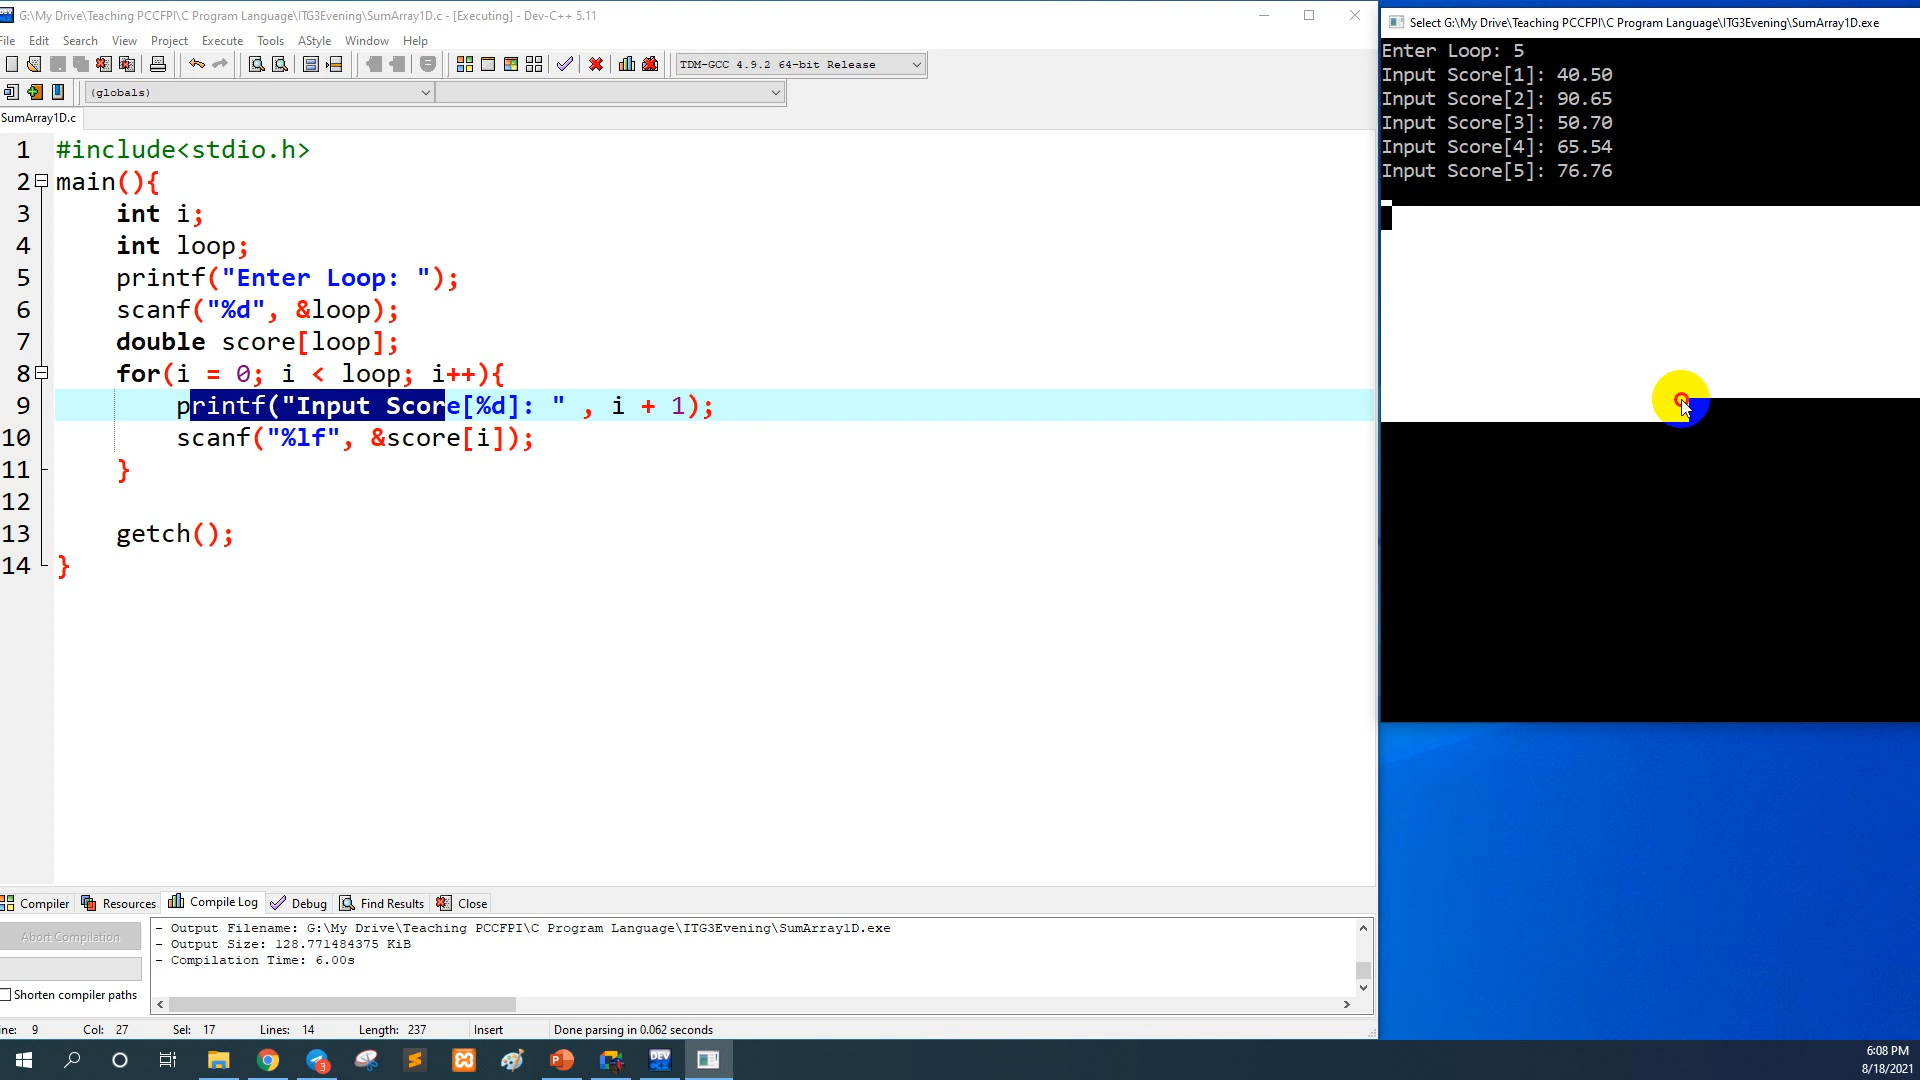 G:\My Drive\Teaching PCCFPI\C Program Language\ITG3Evening\SumArray1D.c - [Executing] - Dev-C++ 5.11
File Edit Search View Project Execute Tools AStyle Window Help
TDM-GCC 4.9.2 64-bit Release
(globals)
SumArray1D.c
1 #include<stdio.h>
2 main(){
3 int i;
4 int loop;
5 printf("Enter Loop: ");
6 scanf("%d", &loop);
7 double score[loop];
8 for(i = 0; i < loop; i++){
9 printf("Input Score[%d]: " , i + 1);
10 scanf("%lf", &score[i]);
11 }
12
13 getch();
14 }
Compiler Resources Compile Log Debug Find Results Close
Abort Compilation
Shorten compiler paths
- Output Filename: G:\My Drive\Teaching PCCFPI\C Program Language\ITG3Evening\SumArray1D.exe
- Output Size: 128.771484375 KiB
- Compilation Time: 6.00s
ine: 9 Col: 27 Sel: 17 Lines: 14 Length: 237 Insert Done parsing in 0.062 seconds
Select G:\My Drive\Teaching PCCFPI\C Program Language\ITG3Evening\SumArray1D.exe
Enter Loop: 5
Input Score[1]: 40.50
Input Score[2]: 90.65
Input Score[3]: 50.70
Input Score[4]: 65.54
Input Score[5]: 76.76
3
DEV
C++
6:08 PM
8/18/2021